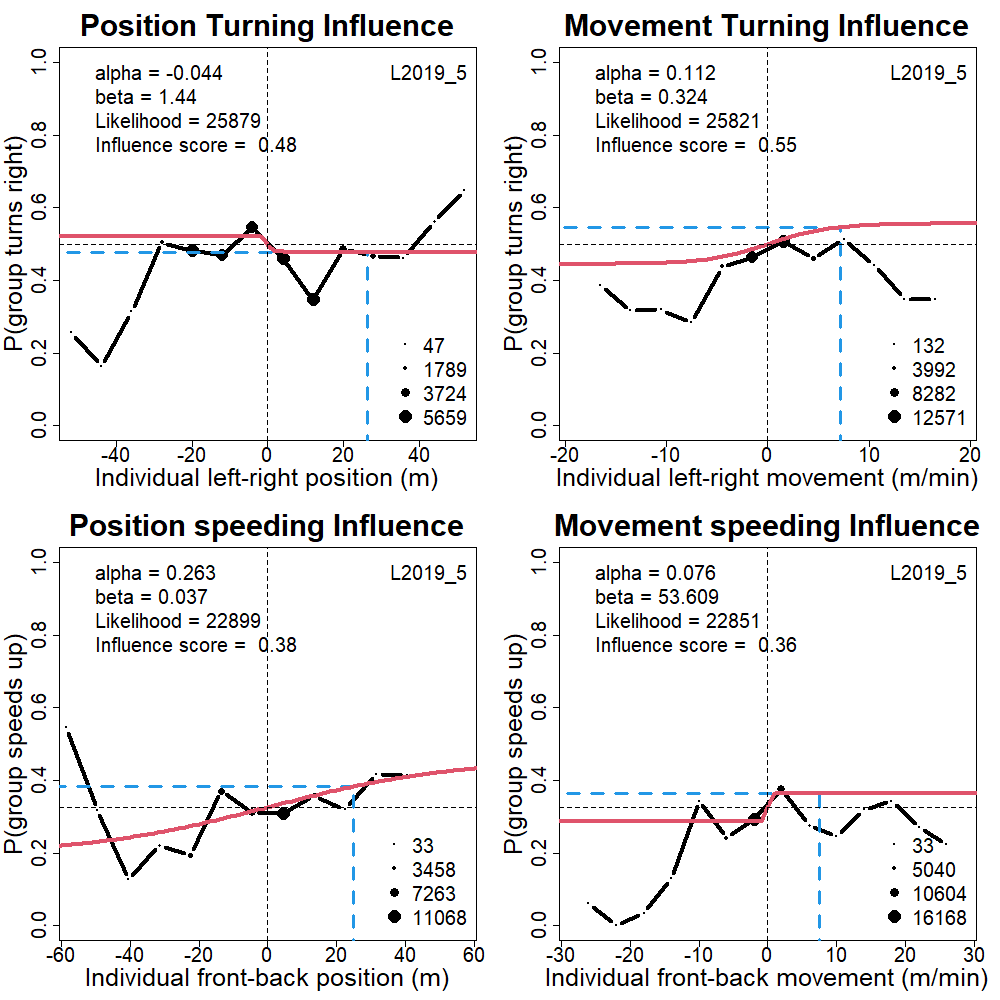 Position Turning Influence
alpha = -0.044
L2019_5
beta = 1.44
Likelihood = 25879
Influence score = 0.48
P(group turns right)
0.0
0.2
0.4
0.6
0.8
1.0
47
1789
3724
5659
-40
-20
0
20
40
Individual left-right position (m)
Movement Turning Influence
alpha = 0.112
L2019_5
beta = 0.324
Likelihood = 25821
Influence score = 0.55
P(group turns right)
0.0
0.2
0.4
0.6
0.8
1.0
132
3992
8282
12571
-20
-10
0
10
20
Individual left-right movement (m/min)
Position speeding Influence
alpha = 0.263
L2019_5
beta = 0.037
Likelihood = 22899
Influence score = 0.38
P(group speeds up)
0.0
0.2
0.4
0.6
0.8
1.0
33
3458
7263
11068
-60
-40
-20
0
20
40
60
Individual front-back position (m)
Movement speeding Influence
alpha = 0.076
L2019_5
beta = 53.609
Likelihood = 22851
Influence score = 0.36
P(group speeds up)
0.0
0.2
0.4
0.6
0.8
1.0
33
5040
10604
16168
-30
-20
-10
0
10
20
30
Individual front-back movement (m/min)